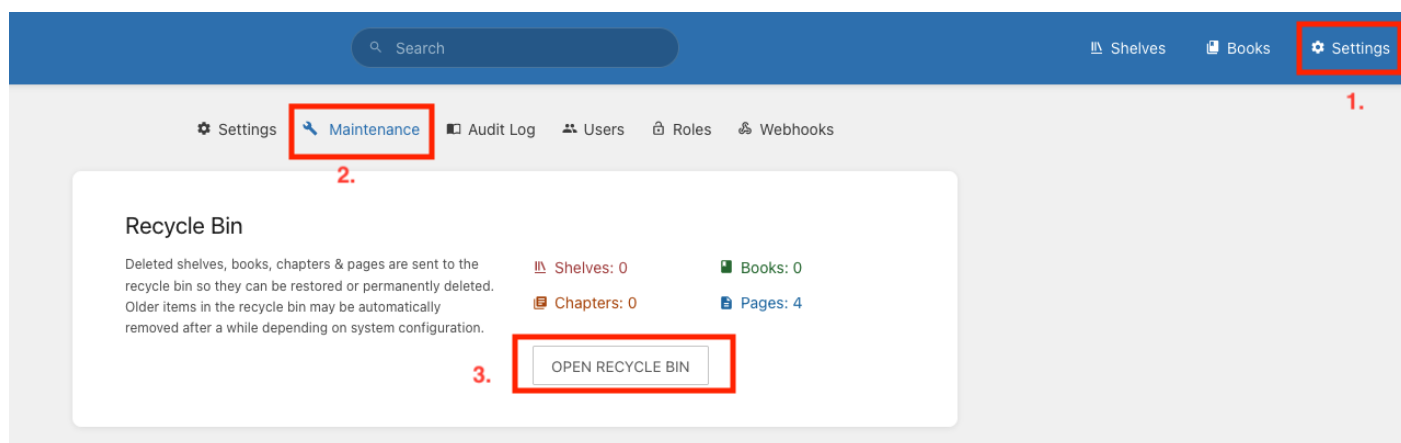 Search
Shelves
Books
Settings
1.
Settings
Maintenance
Audit Log
Users
Roles
Webhooks
2.
Recycle Bin
Deleted shelves, books, chapters & pages are sent to the
recycle bin so they can be restored or permanently deleted.
Older items in the recycle bin may be automatically
removed after a while depending on system configuration.
Shelves: 0
Books: 0
Chapters: 0
Pages: 4
3.
OPEN RECYCLE BIN